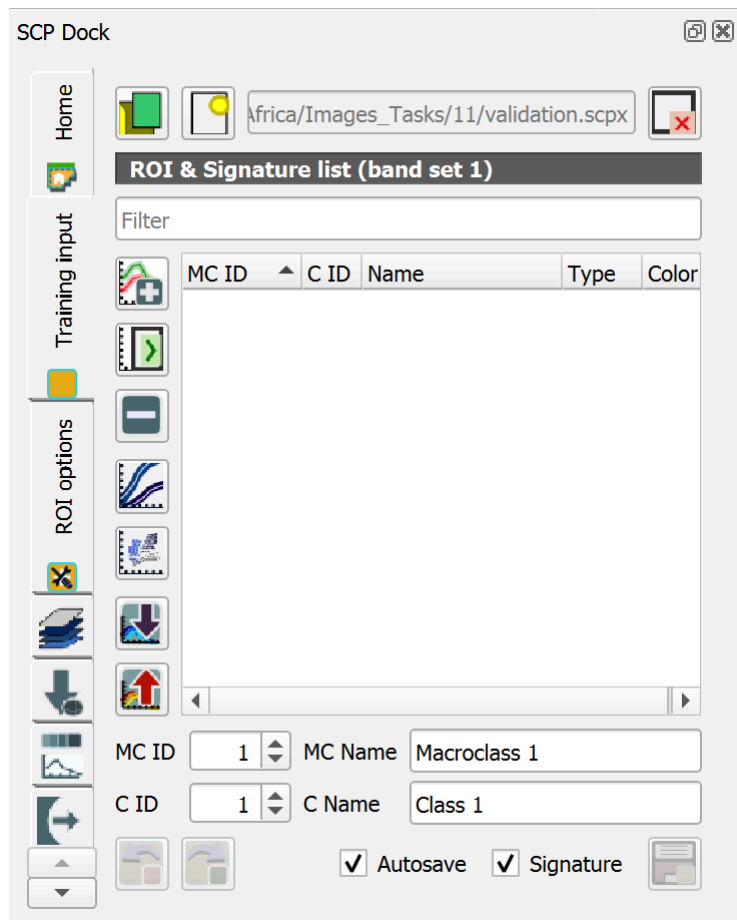 SCP Dock
Home
Training input
ROI options
Africa/Images_Tasks/11/validation.scpx
ROI & Signature list (band set 1)
Filter
MC ID C ID Name Type Color
MC ID 1 MC Name Macroclass 1
C ID 1 C Name Class 1
Autosave Signature